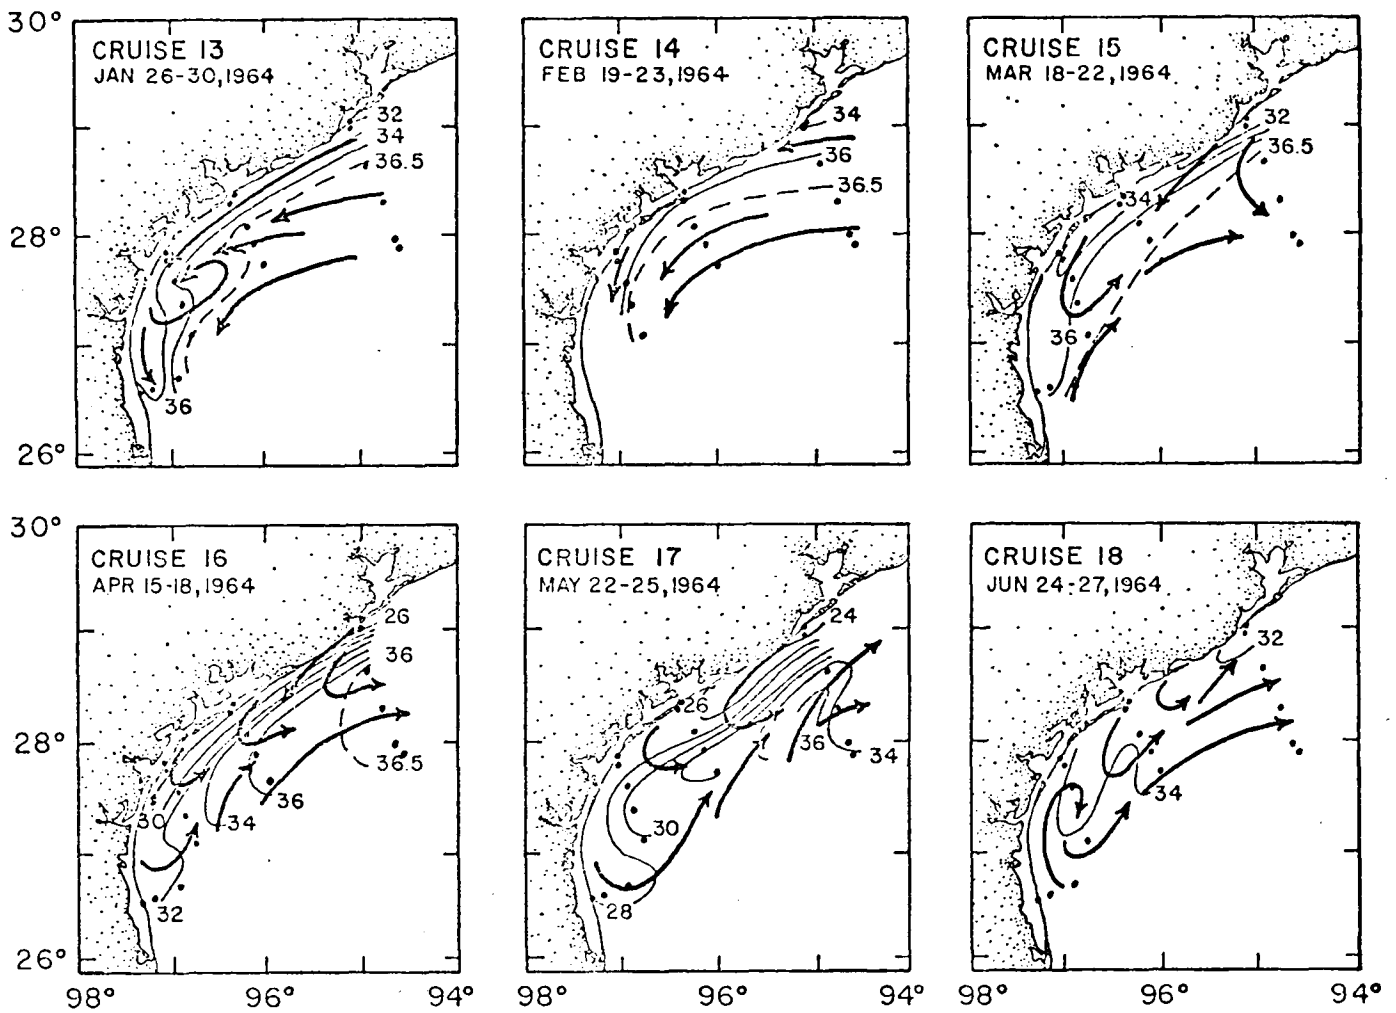 30°
CRUISE 13
JAN 26-30,1964
32
34
36.5
36
CRUISE 14
FEB 19-23,1964
34
36
36.5
CRUISE 15
MAR 18-22,1964
32
36.5
34
36
28°
26°
30°
CRUISE 16
APR 15-18,1964
26
36
36.5
36
34
30
32
CRUISE 17
MAY 22-25,1964
24
26
36
34
30
28
CRUISE 18
JUN 24-27,1964
32
34
28°
26°
98° 96° 94° 96° 94° 98° 96° 94°